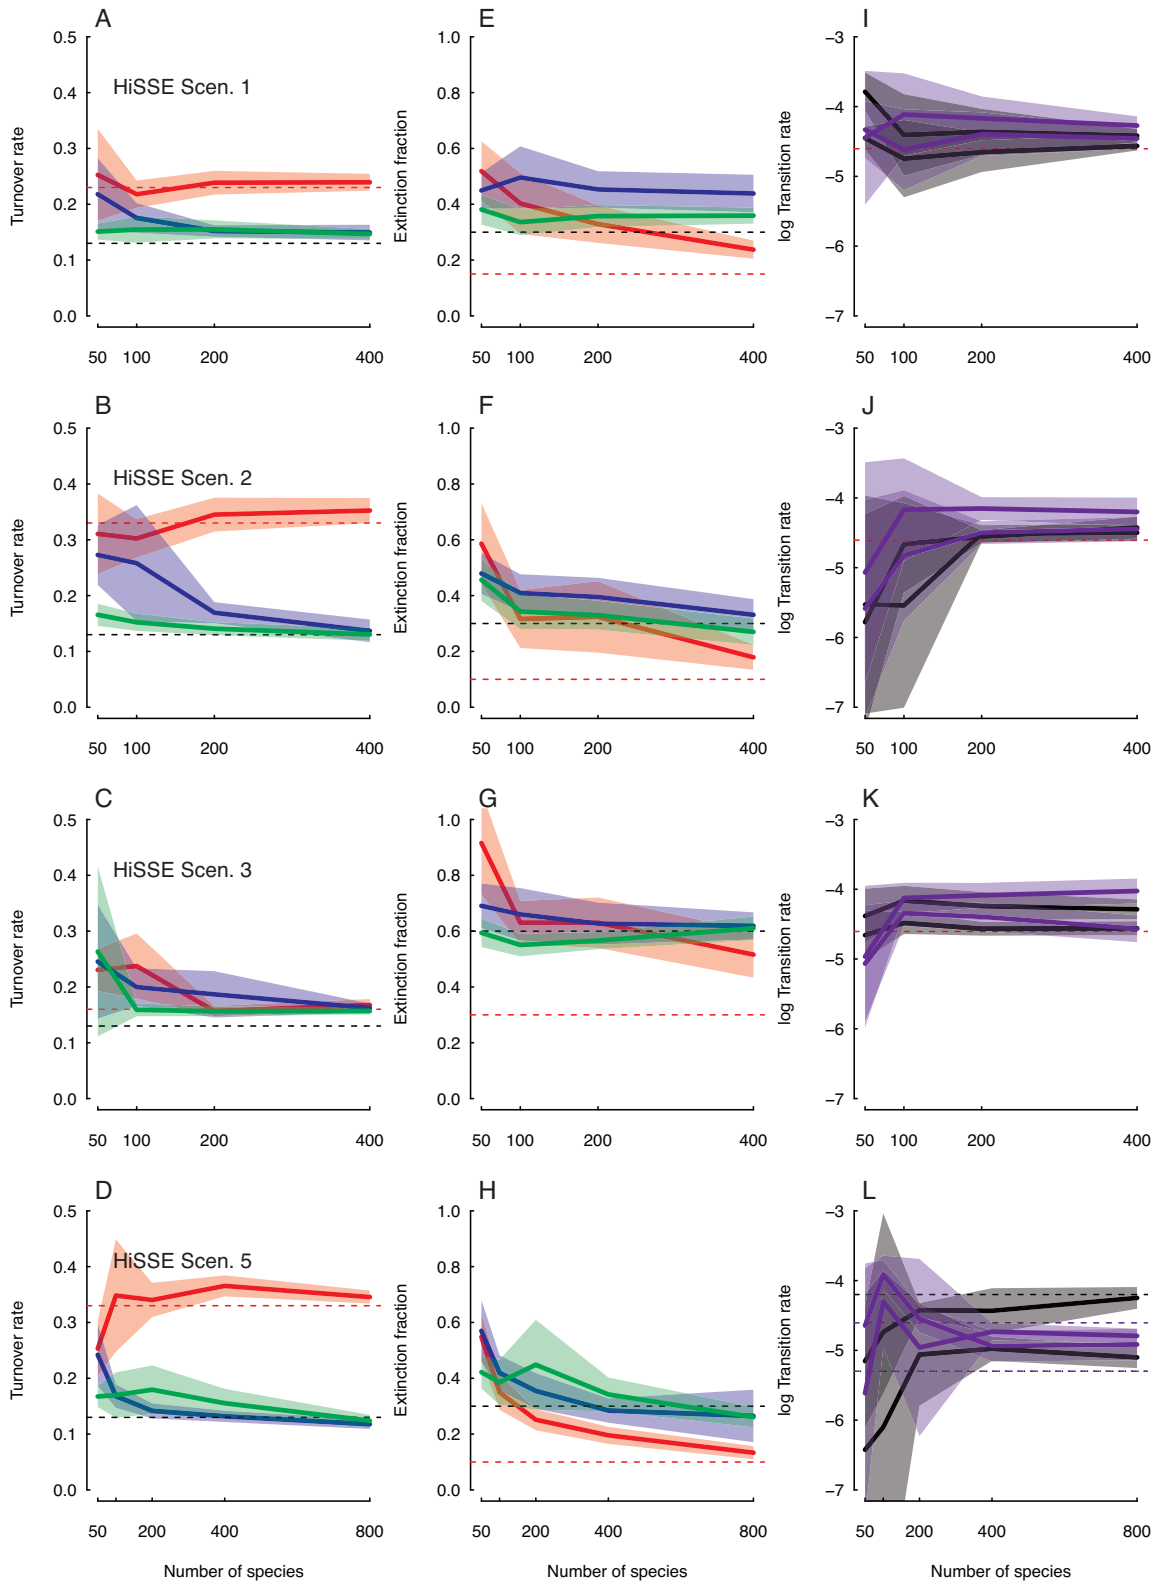 A
0.5
0.4
0.3
0.2
0.1
0.0
Turnover rate
HiSSE Scen. 1
50 100 200 400
E
1.0
0.8
0.6
0.4
0.2
0.0
Extinction fraction
50 100 200 400
I
−3
−4
−5
−6
−7
log Transition rate
50 100 200 400
B
0.5
0.4
0.3
0.2
0.1
0.0
Turnover rate
HiSSE Scen. 2
50 100 200 400
F
1.0
0.8
0.6
0.4
0.2
0.0
Extinction fraction
50 100 200 400
J
−3
−4
−5
−6
−7
log Transition rate
50 100 200 400
C
0.5
0.4
0.3
0.2
0.1
0.0
Turnover rate
HiSSE Scen. 3
50 100 200 400
G
1.0
0.8
0.6
0.4
0.2
0.0
Extinction fraction
50 100 200 400
K
−3
−4
−5
−6
−7
log Transition rate
50 100 200 400
D
0.5
0.4
0.3
0.2
0.1
0.0
Turnover rate
HiSSE Scen. 5
50 200 400 800
Number of species
H
1.0
0.8
0.6
0.4
0.2
0.0
Extinction fraction
50 200 400 800
Number of species
L
−3
−4
−5
−6
−7
log Transition rate
50 200 400 800
Number of species